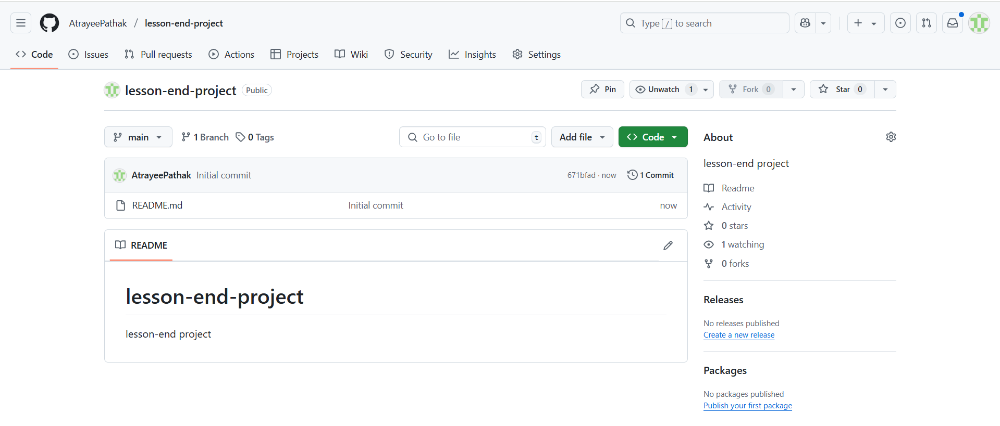 AtrayeePathak / lesson-end-project
Type / to search
Code
Issues
Pull requests
Actions
Projects
Wiki
Security
Insights
Settings
lesson-end-project Public
Pin
Unwatch 1
Fork 0
Star 0
main
1 Branch
0 Tags
Go to file t
Add file
Code
AtrayeePathak Initial commit
671bfad · now
1 Commit
README.md
Initial commit
now
README
lesson-end-project
lesson-end project
About
lesson-end project
Readme
Activity
0 stars
1 watching
0 forks
Releases
No releases published
Create a new release
Packages
No packages published
Publish your first package